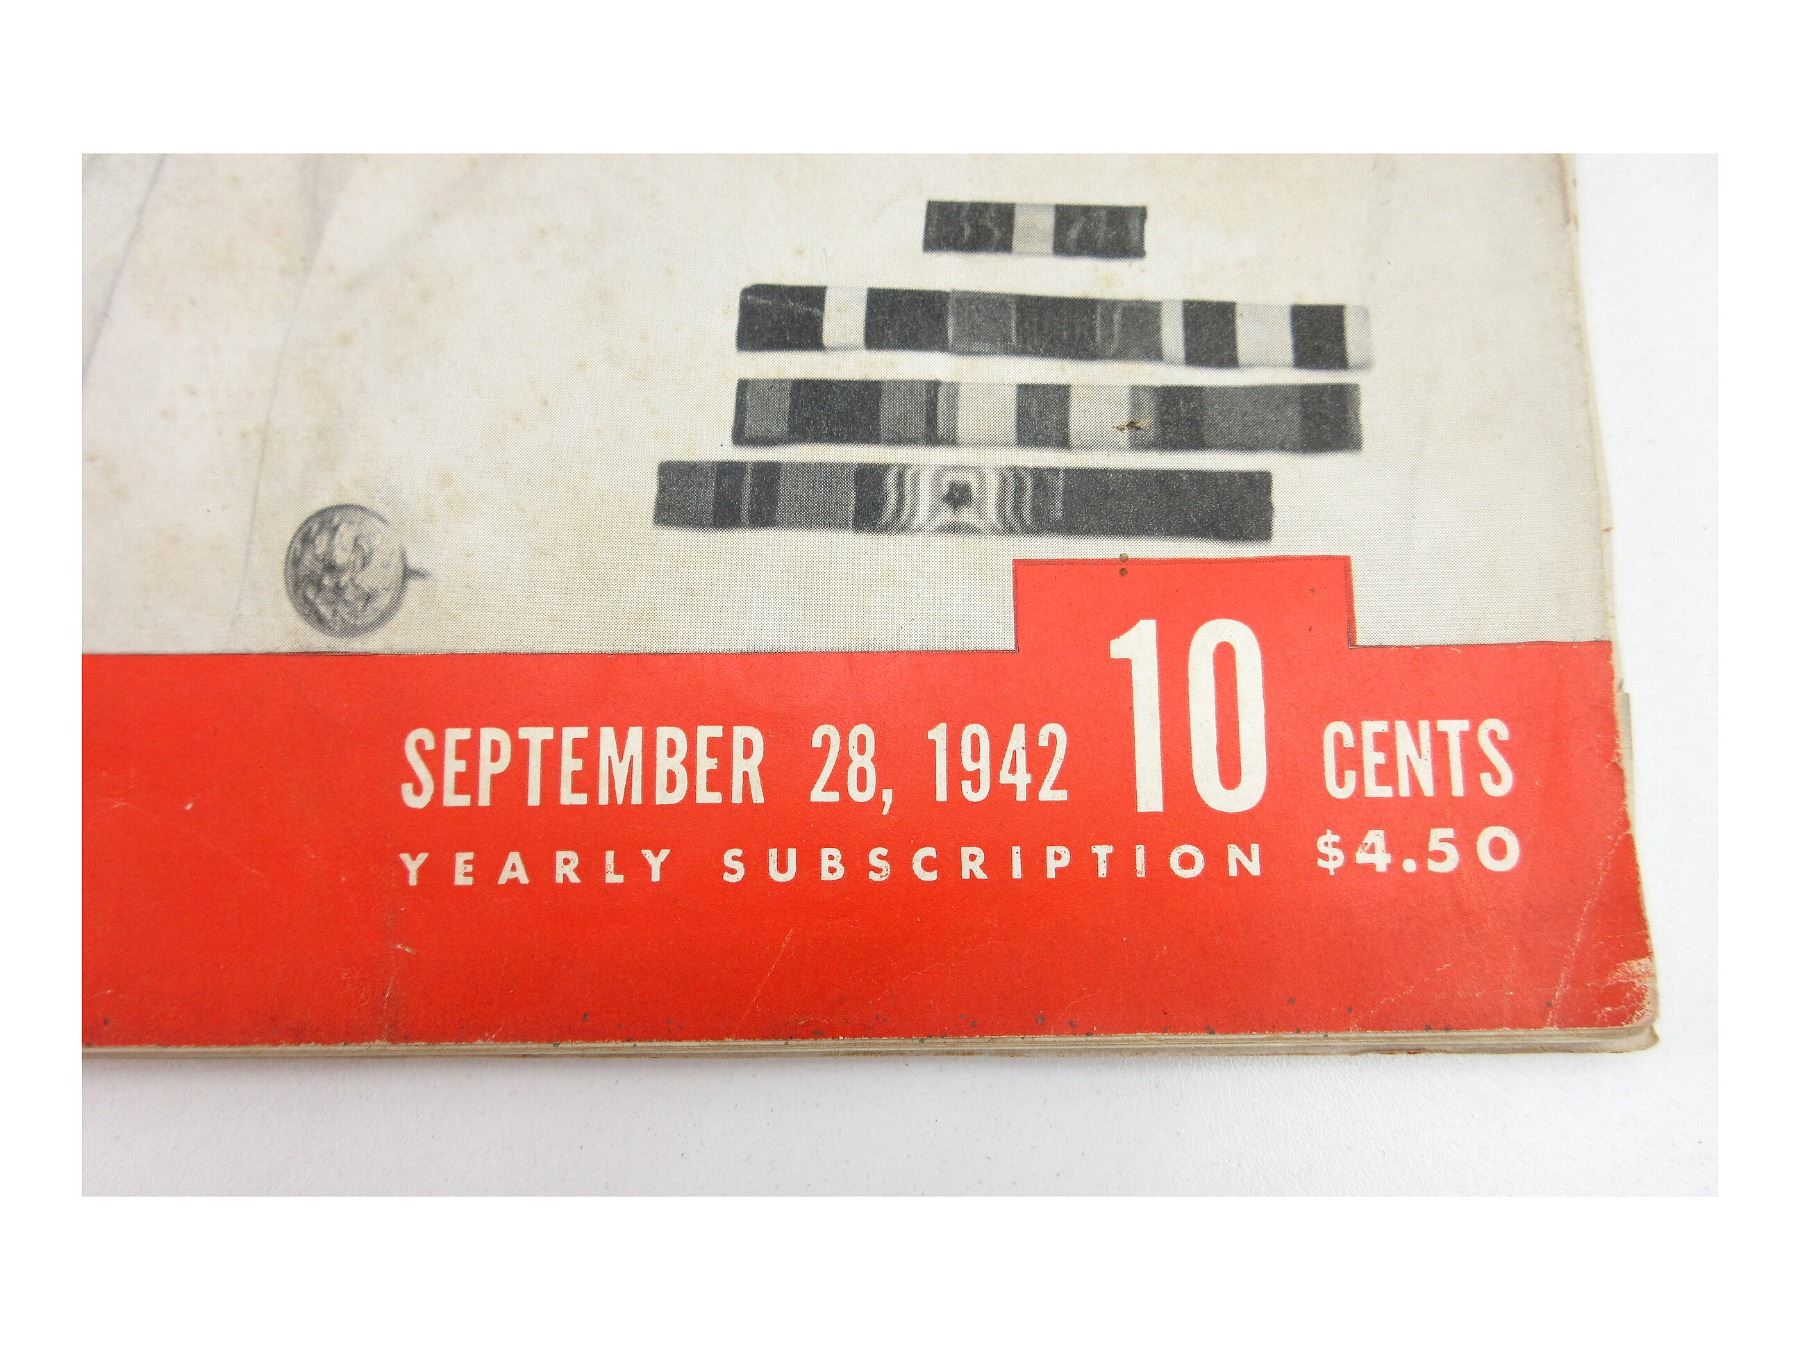 SEPTEMBER 28, 1942 10 CENTS
YEARLY SUBSCRIPTION $4.50